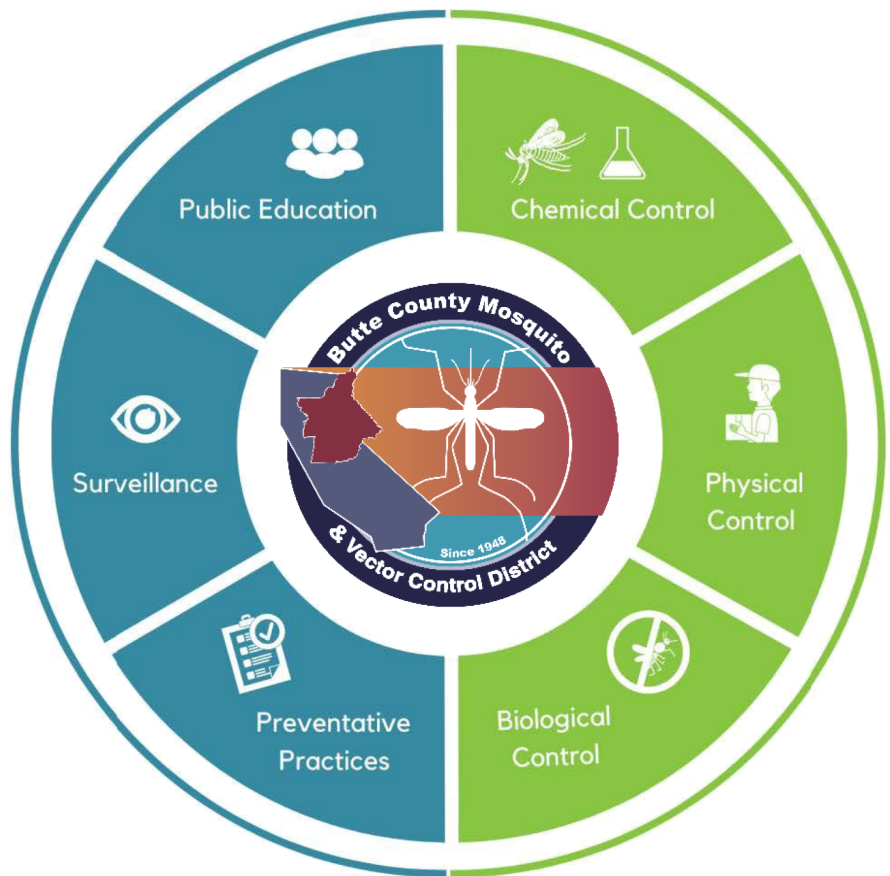 Public Education
Chemical Control
Surveillance
Physical
Control
Preventative
Practices
Biological
Control
Butte County Mosquito
& Vector Control District
Since 1948